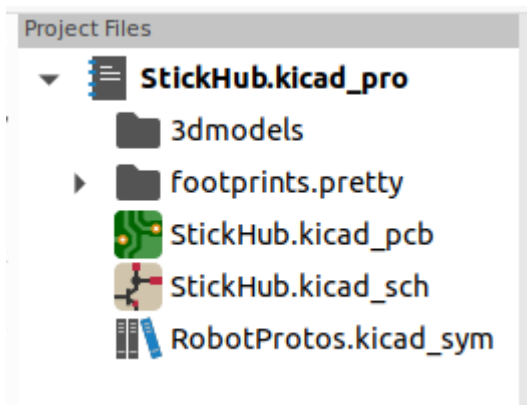 Project Files
StickHub.kicad_pro
3dmodels
footprints.pretty
StickHub.kicad_pcb
StickHub.kicad_sch
RobotProtos.kicad_sym